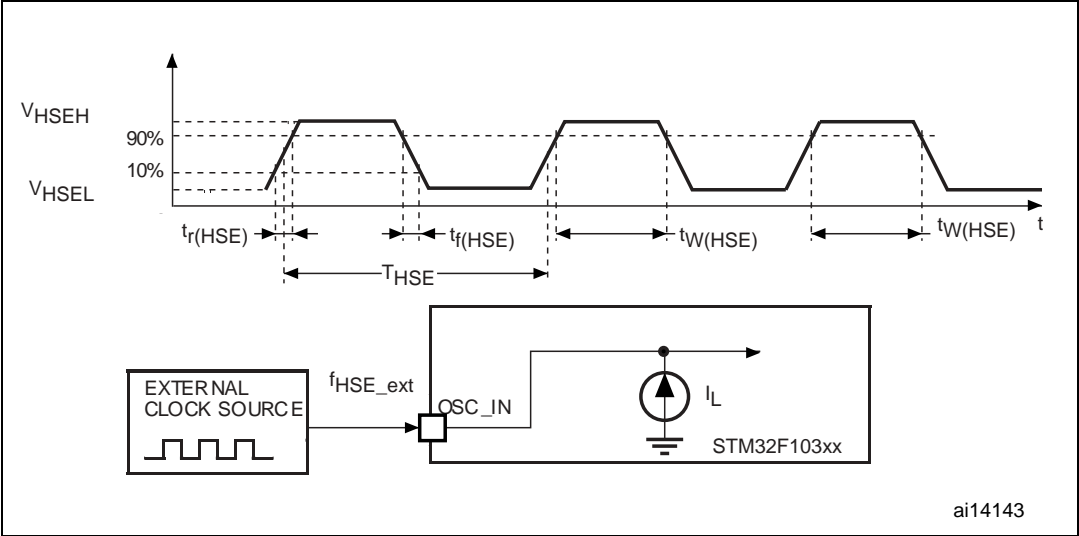 VHSEH
90%
10%
VHSEL
tr(HSE)
tf(HSE)
tW(HSE)
tW(HSE)
t
THSE
EXTERNAL
CLOCK SOURCE
fHSE_ext
OSC_IN
IL
STM32F103xx
ai14143